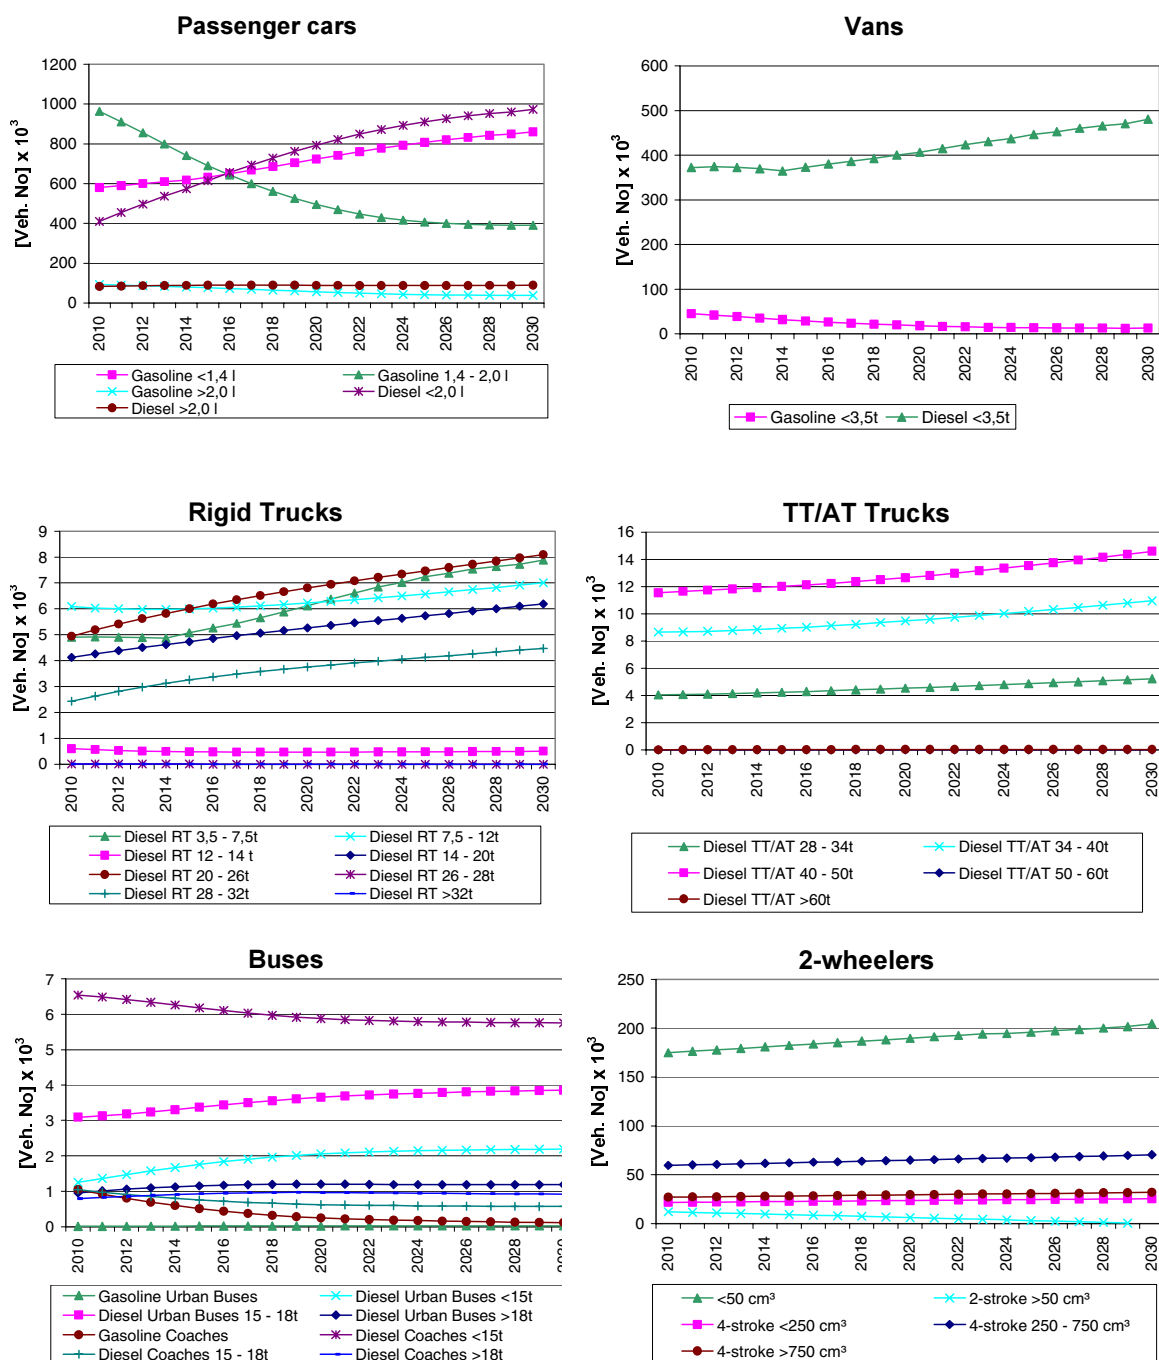 Passenger cars
[Veh. No] x 10³
1200
1000
800
600
400
200
0
2010 2012 2014 2016 2018 2020 2022 2024 2026 2028 2030
Gasoline <1,4 l Gasoline 1,4 - 2,0 l
Gasoline >2,0 l Diesel <2,0 l
Diesel >2,0 l
Vans
[Veh. No] x 10³
600
500
400
300
200
100
0
2010 2012 2014 2016 2018 2020 2022 2024 2026 2028 2030
Gasoline <3,5t Diesel <3,5t
Rigid Trucks
[Veh. No] x 10³
9
8
7
6
5
4
3
2
1
0
2010 2012 2014 2016 2018 2020 2022 2024 2026 2028 2030
Diesel RT 3,5 - 7,5t Diesel RT 7,5 - 12t
Diesel RT 12 - 14 t Diesel RT 14 - 20t
Diesel RT 20 - 26t Diesel RT 26 - 28t
Diesel RT 28 - 32t Diesel RT >32t
TT/AT Trucks
[Veh. No] x 10³
16
14
12
10
8
6
4
2
0
2010 2012 2014 2016 2018 2020 2022 2024 2026 2028 2030
Diesel TT/AT 28 - 34t Diesel TT/AT 34 - 40t
Diesel TT/AT 40 - 50t Diesel TT/AT 50 - 60t
Diesel TT/AT >60t
Buses
[Veh. No] x 10³
7
6
5
4
3
2
1
0
2010 2012 2014 2016 2018 2020 2022 2024 2026 2028 2030
Gasoline Urban Buses Diesel Urban Buses <15t
Diesel Urban Buses 15 - 18t Diesel Urban Buses >18t
Gasoline Coaches Diesel Coaches <15t
Diesel Coaches 15 - 18t Diesel Coaches >18t
2-wheelers
[Veh. No] x 10³
250
200
150
100
50
0
2010 2012 2014 2016 2018 2020 2022 2024 2026 2028 2030
<50 cm³ 2-stroke >50 cm³
4-stroke <250 cm³ 4-stroke 250 - 750 cm³
4-stroke >750 cm³